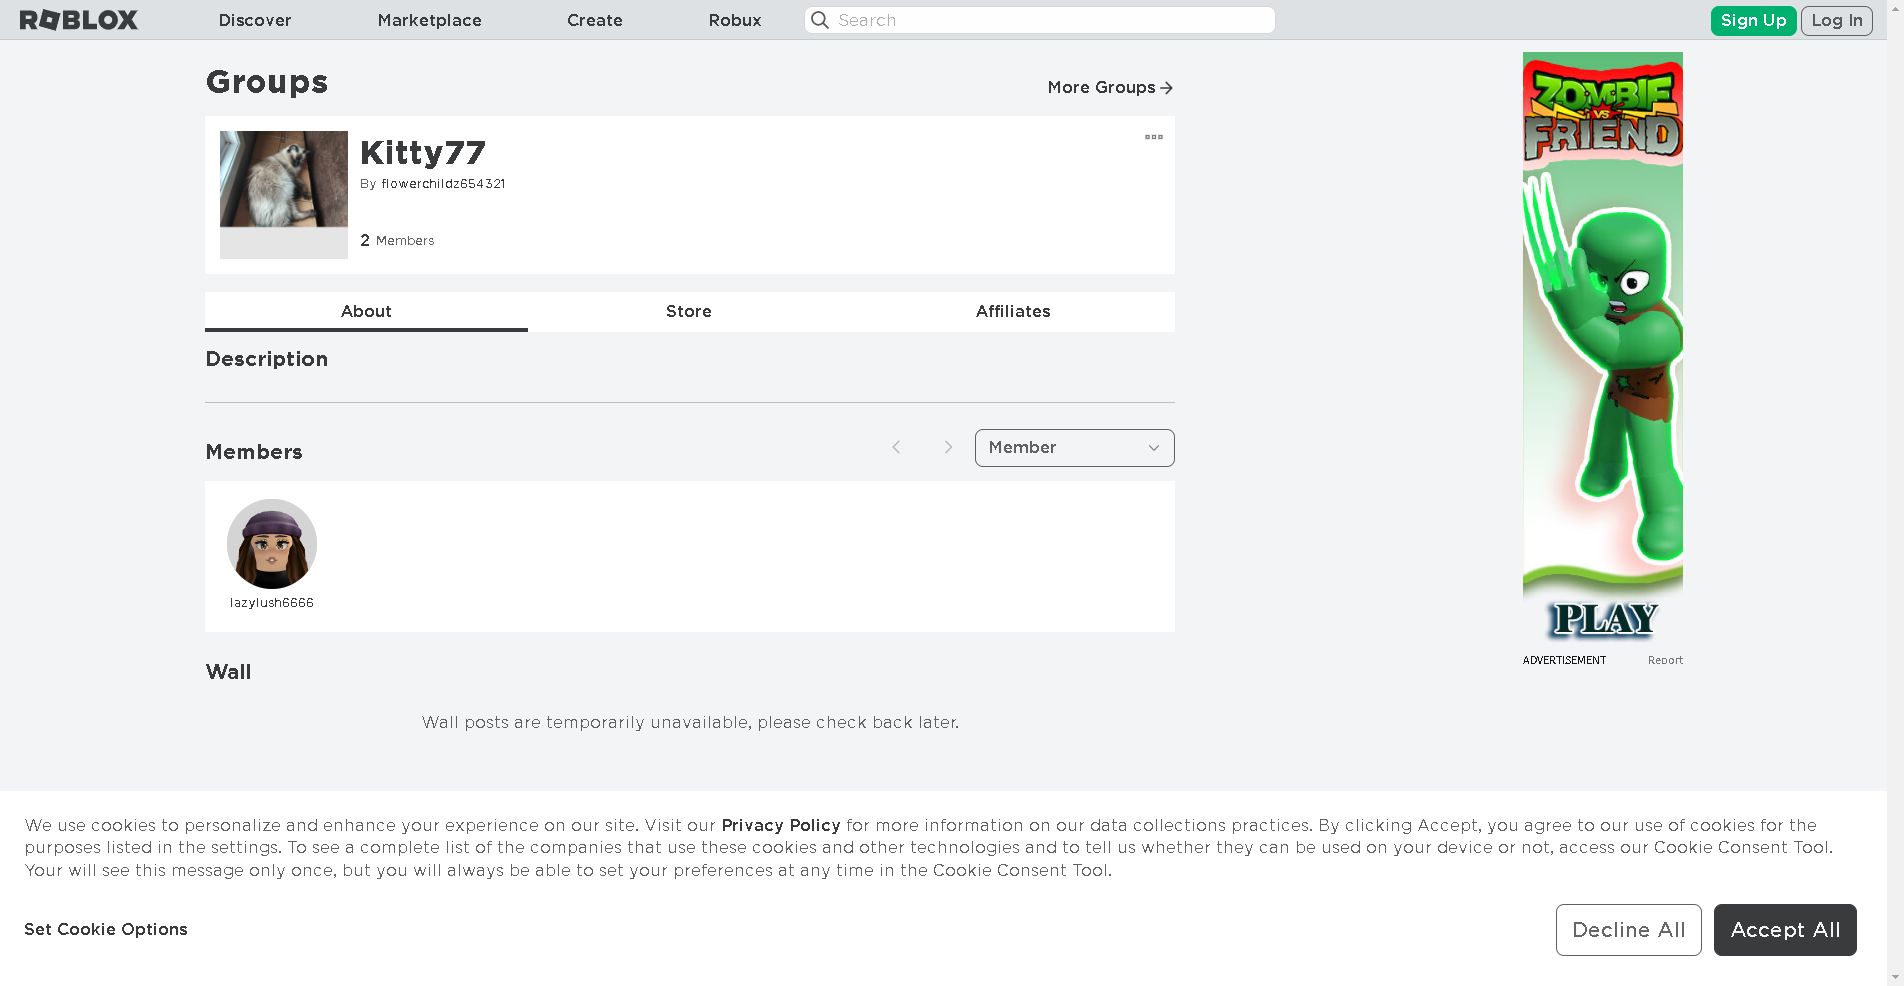 ROBLOX
Discover
Marketplace
Create
Robux
Search
Sign Up
Log In
Groups
More Groups
Kitty77
By flowerchildz654321
2 Members
About
Store
Affiliates
Description
Members
Member
lazylush6666
Wall
Wall posts are temporarily unavailable, please check back later.
ZOMBIE
VS
FRIEND
PLAY
ADVERTISEMENT
Report
We use cookies to personalize and enhance your experience on our site. Visit our Privacy Policy for more information on our data collections practices. By clicking Accept, you agree to our use of cookies for the
purposes listed in the settings. To see a complete list of the companies that use these cookies and other technologies and to tell us whether they can be used on your device or not, access our Cookie Consent Tool.
Your will see this message only once, but you will always be able to set your preferences at any time in the Cookie Consent Tool.
Set Cookie Options
Decline All
Accept All